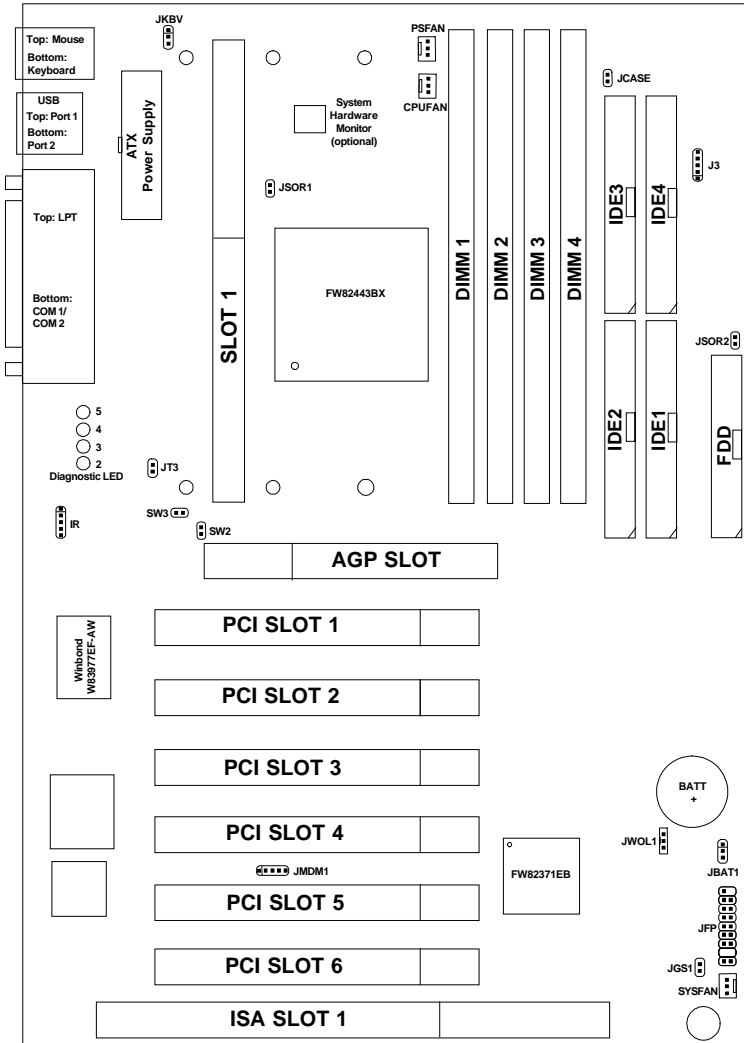 JKBV
PSFAN
Top: Mouse
Bottom:
Keyboard
JCASE
CPUFAN
USB
Top: Port 1
Bottom:
Port 2
ATX
Power Supply
System
Hardware
Monitor
(optional)
J3
JSOR1
IDE3
IDE4
Top: LPT
DIMM 1
DIMM 2
DIMM 3
DIMM 4
FW82443BX
Bottom:
COM 1/
COM 2
SLOT 1
JSOR2
5
4
3
2
Diagnostic LED
IDE2
IDE1
FDD
JT3
SW3
IR
SW2
AGP SLOT
PCI SLOT 1
Winbond
W83977EF-AW
PCI SLOT 2
PCI SLOT 3
BATT
+
PCI SLOT 4
JWOL1
JMDM1
FW82371EB
JBAT1
PCI SLOT 5
JFP
PCI SLOT 6
JGS1
SYSFAN
ISA SLOT 1